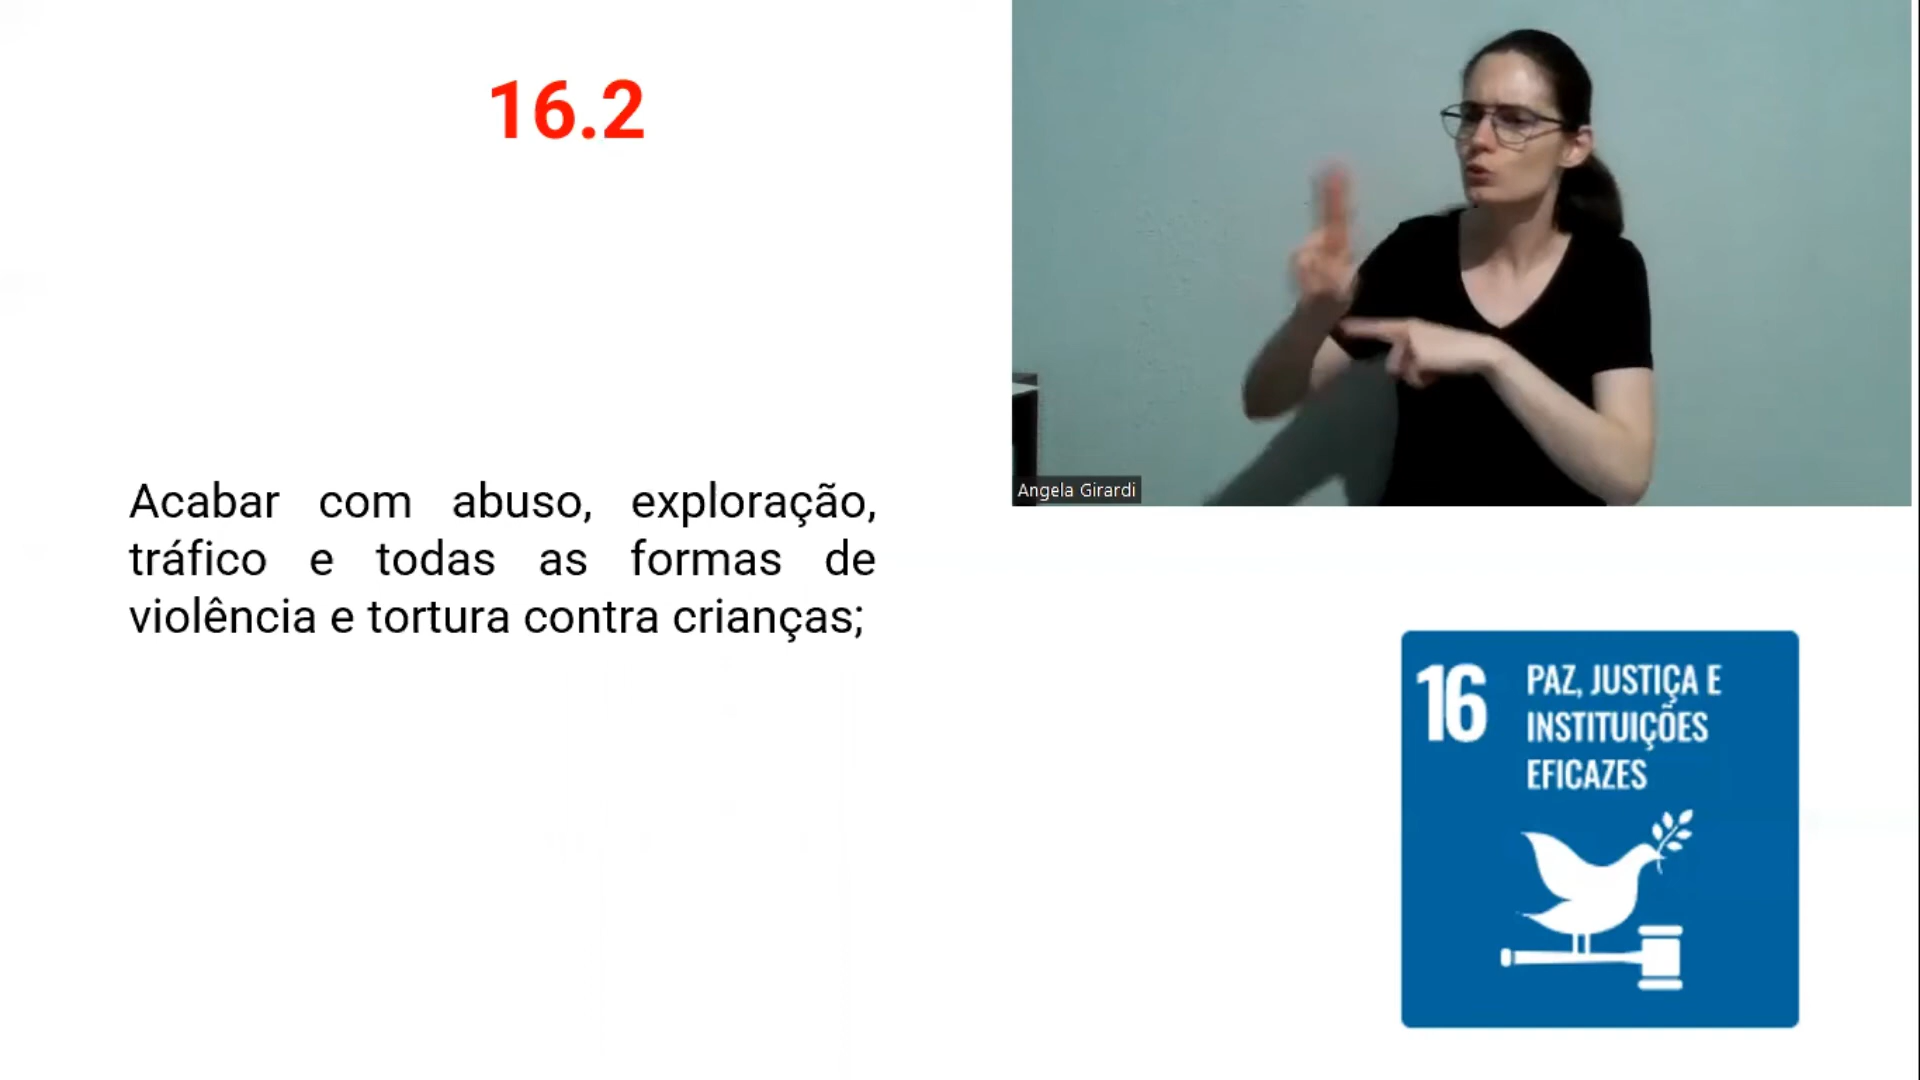 16.2
Acabar com abuso, exploração,
tráfico e todas as formas de
violência e tortura contra crianças;
Angela Girardi
16
PAZ, JUSTIÇA E
INSTITUIÇÕES
EFICAZES